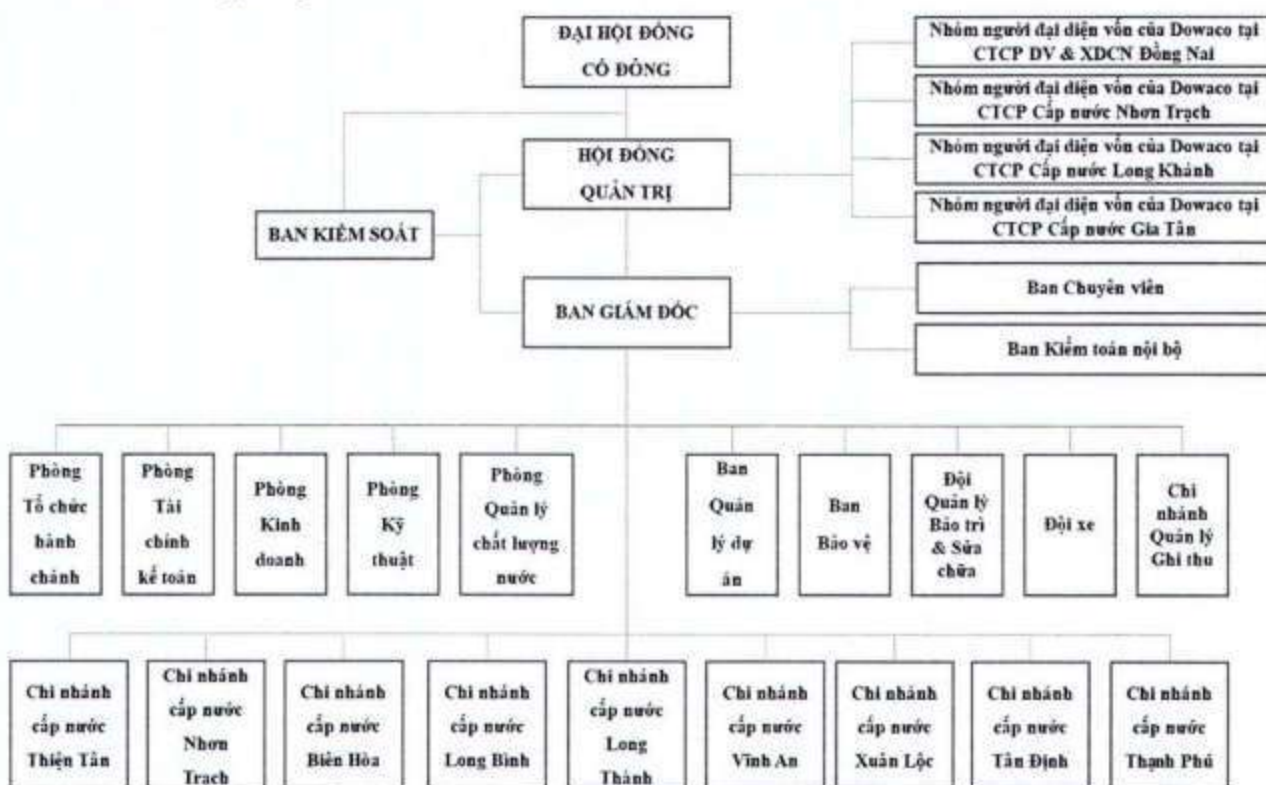 ĐẠI HỘI ĐỒNG
CỔ ĐÔNG
Nhóm người đại diện vốn của Dowaco tại
CTCP DV & XDCN Đồng Nai
Nhóm người đại diện vốn của Dowaco tại
CTCP Cấp nước Nhơn Trạch
HỘI ĐỒNG
QUẢN TRỊ
Nhóm người đại diện vốn của Dowaco tại
CTCP Cấp nước Long Khánh
Nhóm người đại diện vốn của Dowaco tại
CTCP Cấp nước Gia Tân
BAN KIỂM SOÁT
BAN GIÁM ĐỐC
Ban Chuyên viên
Ban Kiểm toán nội bộ
Phòng
Tổ chức
hành
chánh
Phòng
Tài
chính
kế toán
Phòng
Kinh
doanh
Phòng
Kỹ
thuật
Phòng
Quản lý
chất lượng
nước
Ban
Quản
lý dự
án
Ban
Bảo vệ
Đội
Quản lý
Bảo trì
& Sửa
chữa
Đội xe
Chi
nhánh
Quản lý
Ghi thu
Chi nhánh
cấp nước
Thiện Tân
Chi nhánh
cấp nước
Nhơn
Trạch
Chi nhánh
cấp nước
Biên Hòa
Chi nhánh
cấp nước
Long Bình
Chi nhánh
cấp nước
Long
Thành
Chi nhánh
cấp nước
Vĩnh An
Chi nhánh
cấp nước
Xuân Lộc
Chi nhánh
cấp nước
Tân Định
Chi nhánh
cấp nước
Thạnh Phú